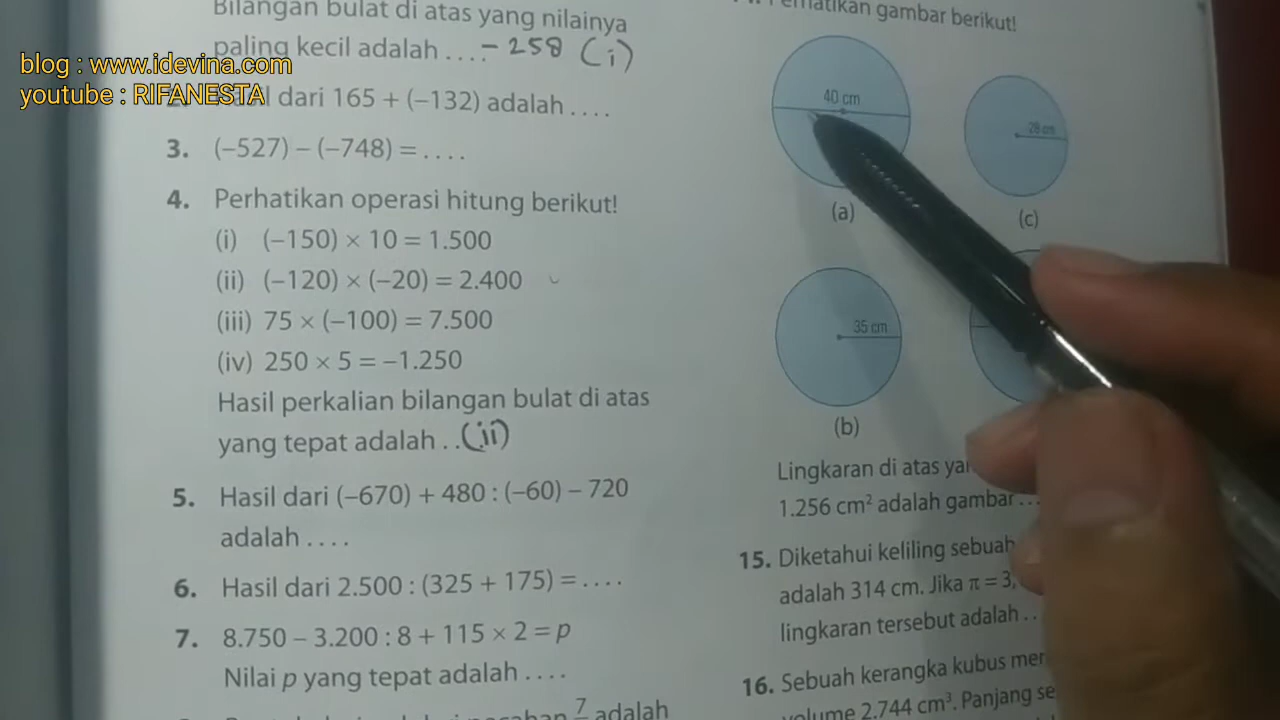 Bilangan bulat di atas yang nilainya
paling kecil adalah . . . . -258 (i)
blog : www.idevina.com
youtube : RIFANESTA
dari 165 + (–132) adalah . . . .
3. (–527) – (–748) = . . . .
4. Perhatikan operasi hitung berikut!
(i) (–150) × 10 = 1.500
(ii) (–120) × (–20) = 2.400
(iii) 75 × (–100) = 7.500
(iv) 250 × 5 = –1.250
Hasil perkalian bilangan bulat di atas
yang tepat adalah . . (ii)
5. Hasil dari (–670) + 480 : (–60) – 720
adalah . . . .
6. Hasil dari 2.500 : (325 + 175) = . . . .
7. 8.750 – 3.200 : 8 + 115 × 2 = p
Nilai p yang tepat adalah . . . .
7 adalah
gambar berikut!
40 cm
28 cm
(a)
(c)
35 cm
(b)
Lingkaran di atas
1.256 cm² adalah gambar . . .
15. Diketahui keliling sebuah
adalah 314 cm. Jika π = 3,
lingkaran tersebut adalah . .
16. Sebuah kerangka kubus
volume 2.744 cm³. Panjang